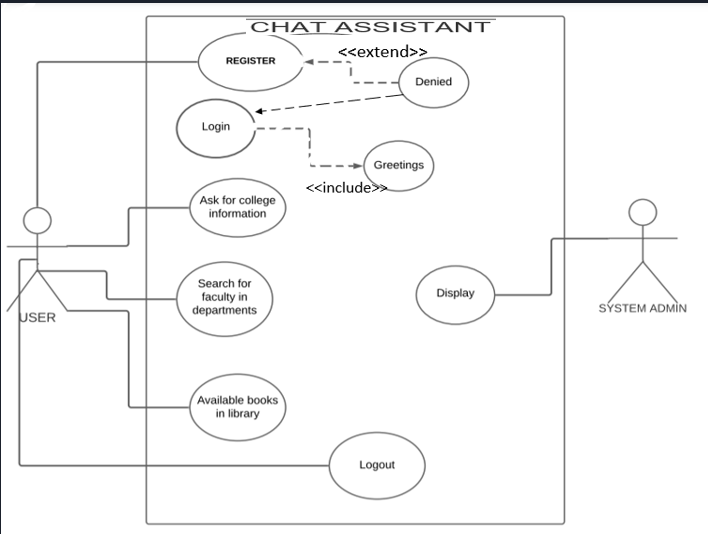 CHAT ASSISTANT
<<extend>>
REGISTER
Denied
Login
Greetings
<<include>>
Ask for college
information
Search for
faculty in
departments
Display
USER
SYSTEM ADMIN
Available books
in library
Logout